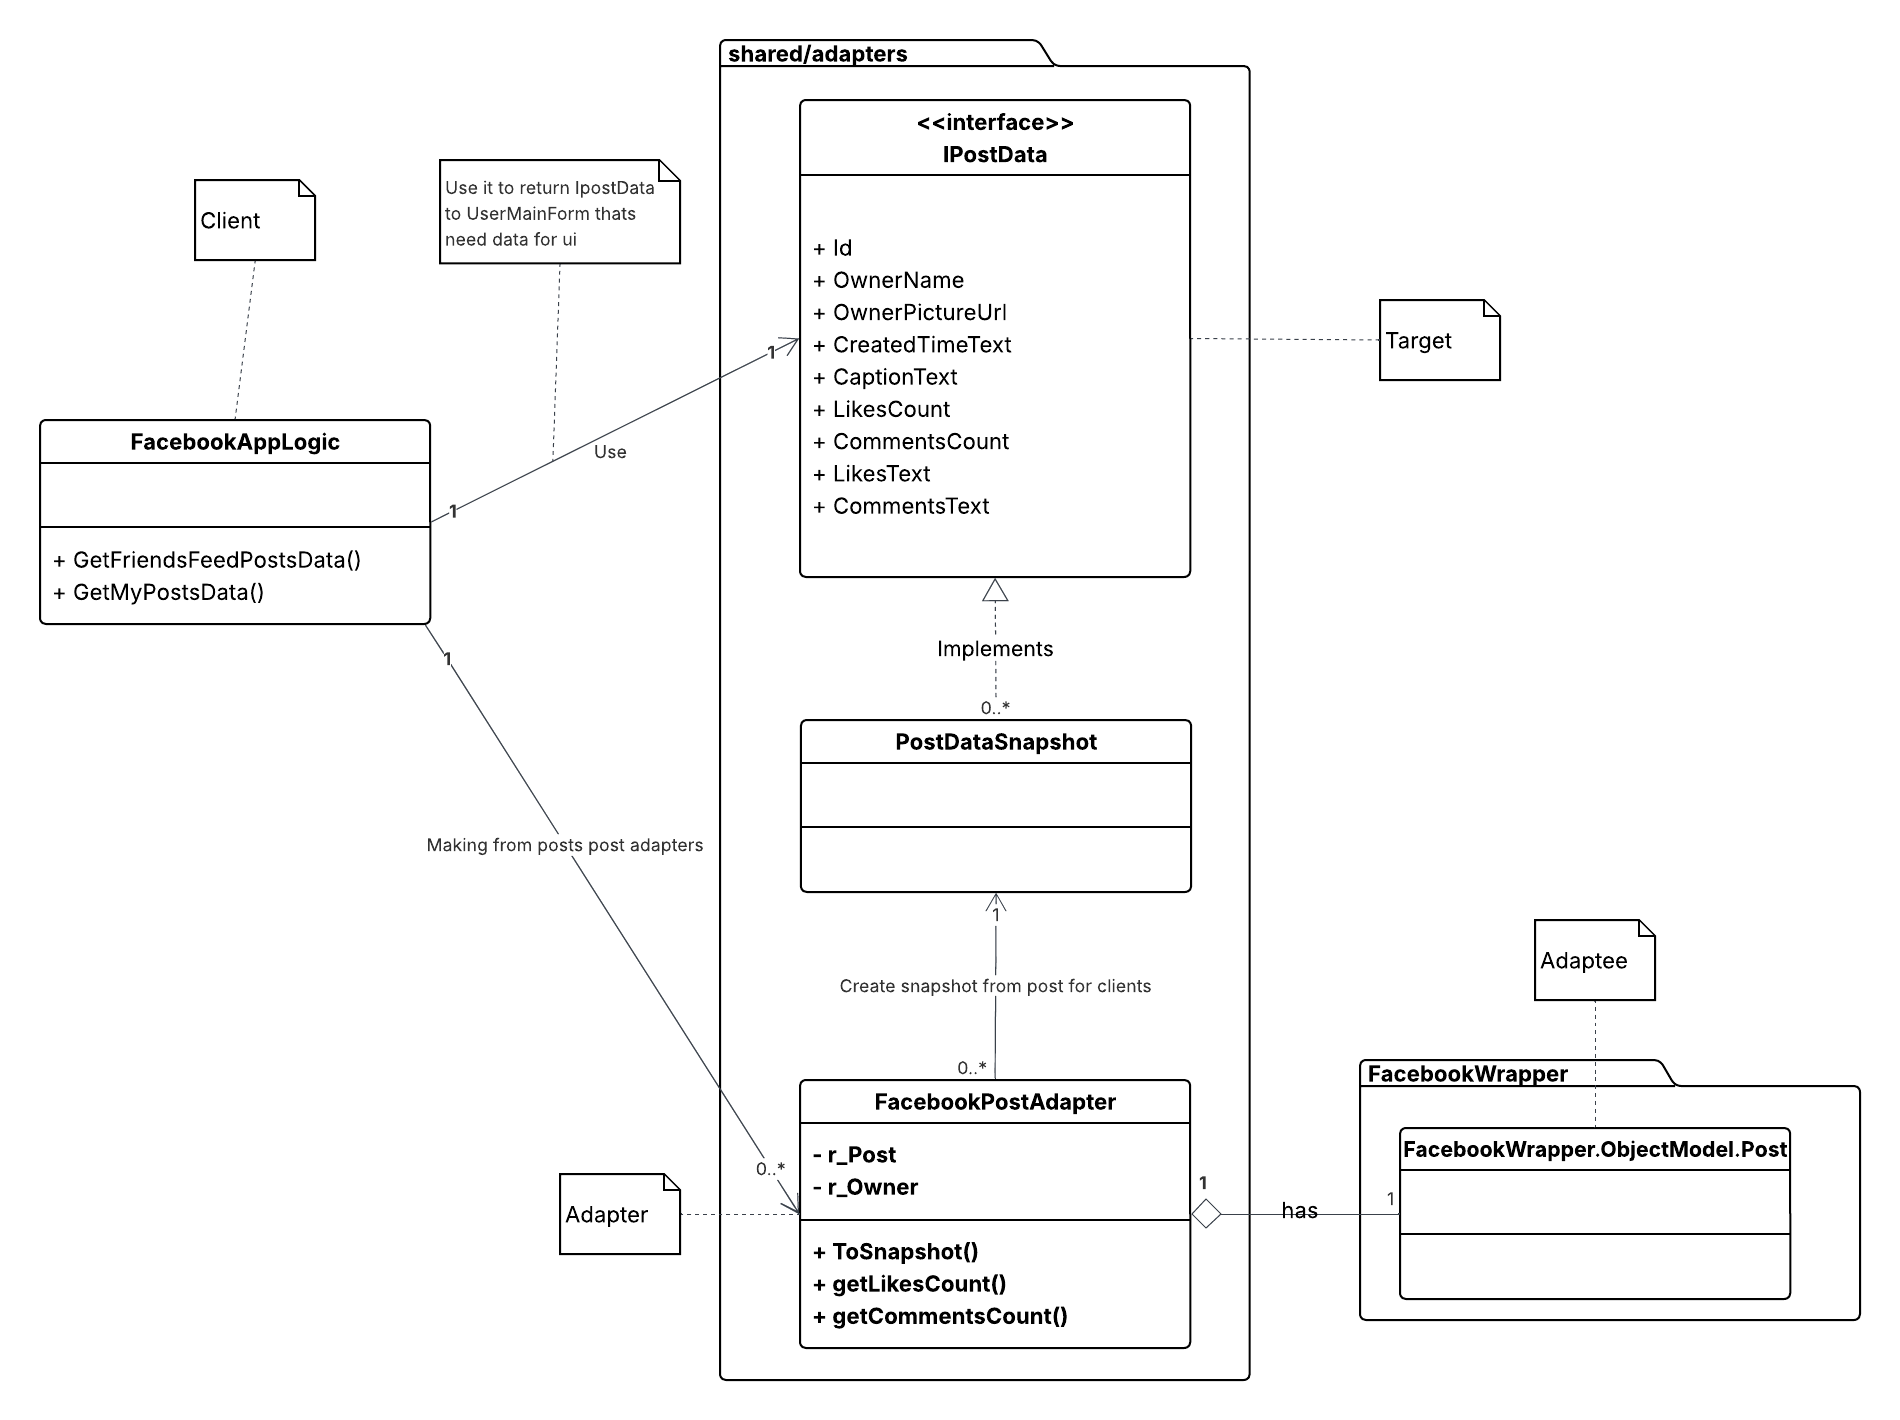 shared/adapters
<<interface>>
IPostData
+ Id
+ OwnerName
+ OwnerPictureUrl
+ CreatedTimeText
+ CaptionText
+ LikesCount
+ CommentsCount
+ LikesText
+ CommentsText
Client
Use it to return IpostData
to UserMainForm thats
need data for ui
Target
1
Use
1
FacebookAppLogic
+ GetFriendsFeedPostsData()
+ GetMyPostsData()
1
Implements
0..*
PostDataSnapshot
Making from posts post adapters
1
Create snapshot from post for clients
0..*
Adaptee
FacebookPostAdapter
- r_Post
- r_Owner
+ ToSnapshot()
+ getLikesCount()
+ getCommentsCount()
0..*
Adapter
1
has
1
FacebookWrapper
FacebookWrapper.ObjectModel.Post